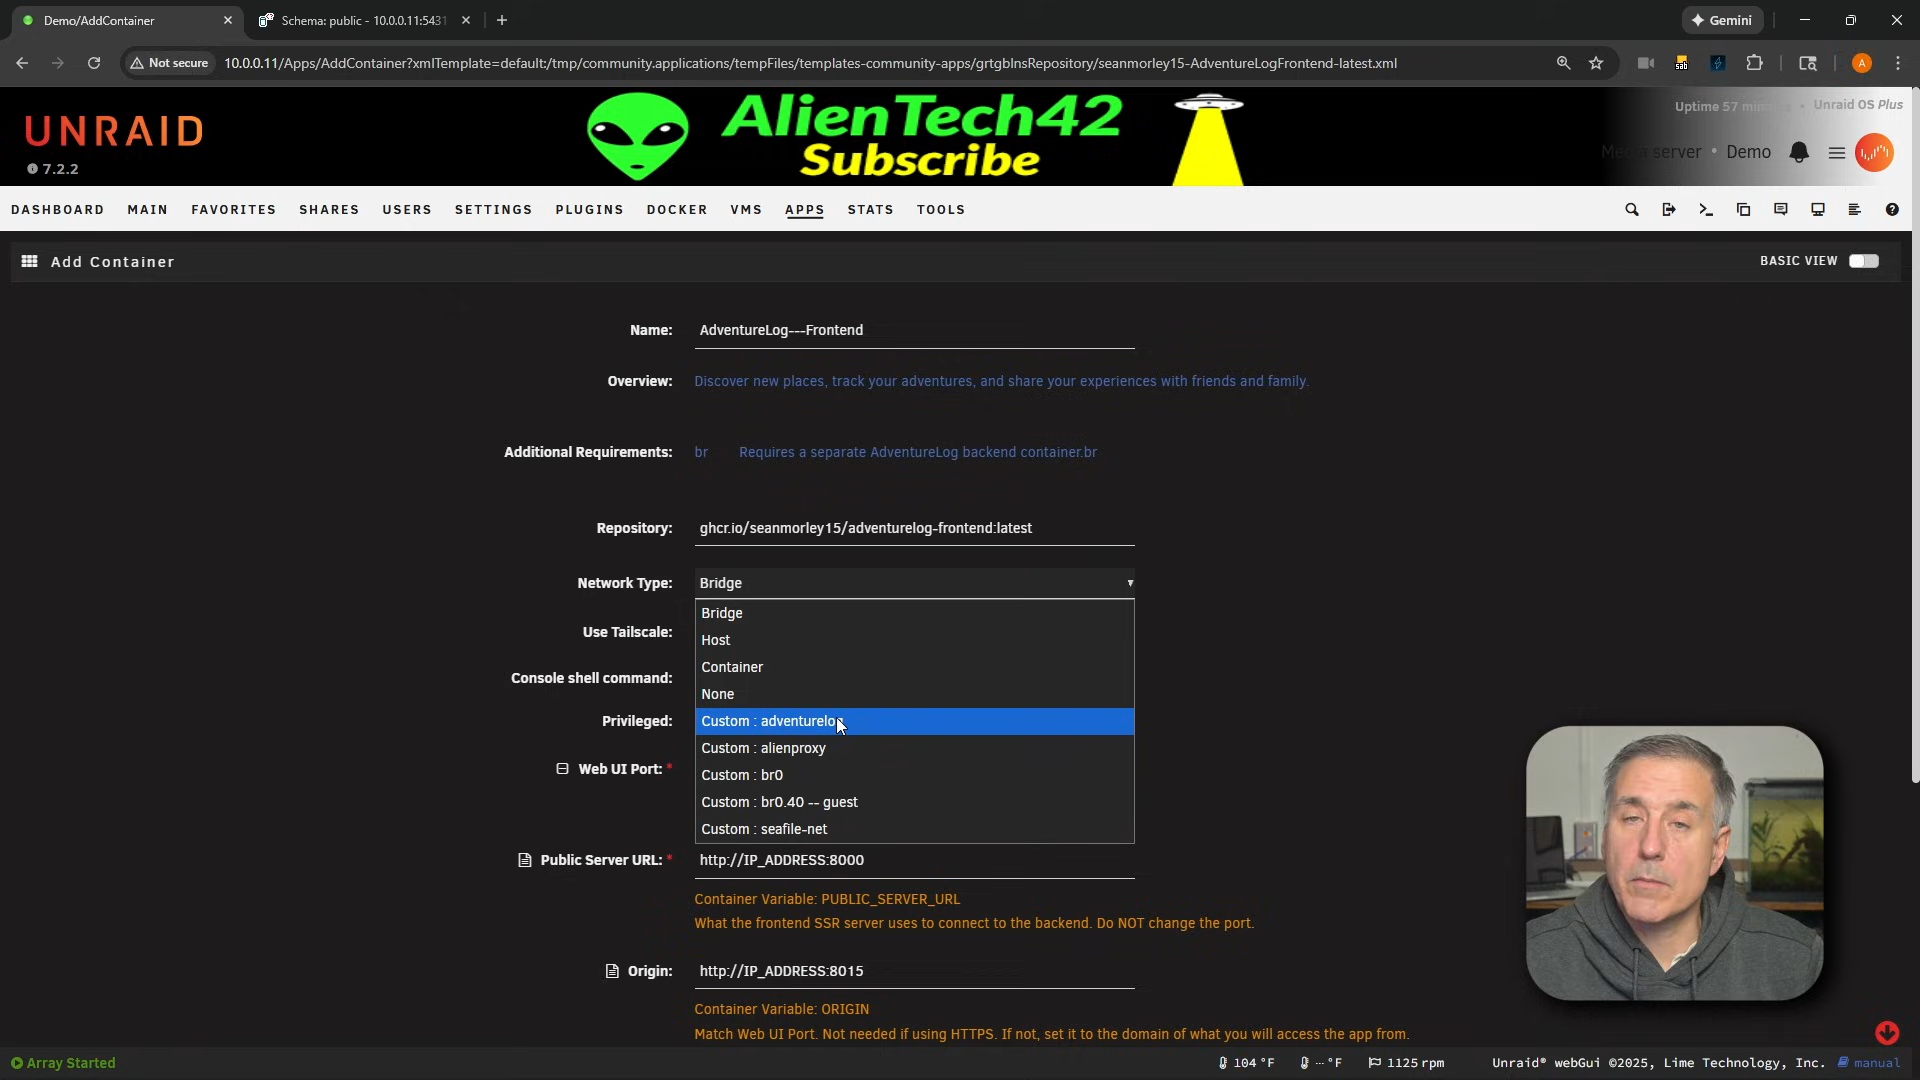 Demo/AddContainer
Schema: public - 10.0.0.11:5431
Gemini
Not secure
10.0.0.11/Apps/AddContainer?xmlTemplate=default:/tmp/community.applications/tempFiles/templates-community-apps/grtgblnsRepository/seanmorley15-AdventureLogFrontend-latest.xml
sab
A
UNRAID
7.2.2
AlienTech42
Subscribe
Uptime 57
Unraid OS Plus
server • Demo
DASHBOARD MAIN FAVORITES SHARES USERS SETTINGS PLUGINS DOCKER VMS APPS STATS TOOLS
Add Container
BASIC VIEW
Name: AdventureLog---Frontend
Overview: Discover new places, track your adventures, and share your experiences with friends and family.
Additional Requirements: br Requires a separate AdventureLog backend container.br
Repository: ghcr.io/seanmorley15/adventurelog-frontend:latest
Network Type: Bridge
Bridge
Use Tailscale:
Host
Container
Console shell command:
None
Privileged:
Custom : adventurelog
Custom : alienproxy
Web UI Port: *
Custom : br0
Custom : br0.40 -- guest
Custom : seafile-net
Public Server URL: * http://IP_ADDRESS:8000
Container Variable: PUBLIC_SERVER_URL
What the frontend SSR server uses to connect to the backend. Do NOT change the port.
Origin: http://IP_ADDRESS:8015
Container Variable: ORIGIN
Match Web UI Port. Not needed if using HTTPS. If not, set it to the domain of what you will access the app from.
Array Started
104 °F
-- °F
1125 rpm
Unraid® webGui ©2025, Lime Technology, Inc. manual